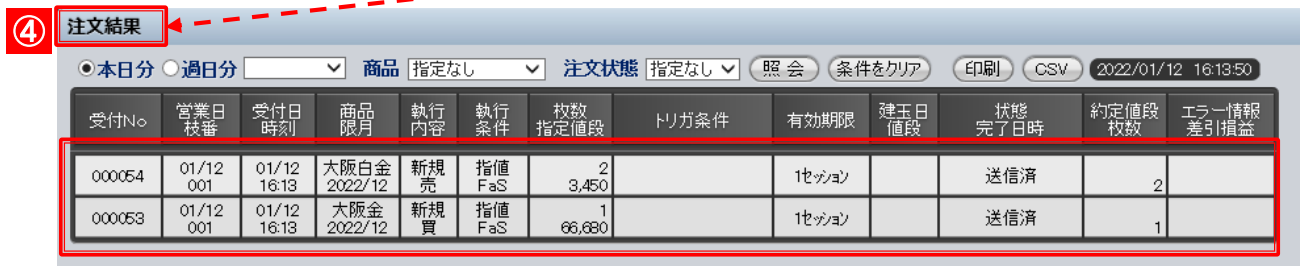 ④ 注文結果
本日分 過日分 商品 指定なし 注文状態 指定なし 照会 条件をクリア 印刷 CSV 2022/01/12 16:13:50
受付No 営業日 枝番 受付日 時刻 商品 限月 執行 内容 執行 条件 枚数 指定値段 トリガ条件 有効期限 建玉日 値段 状態 完了日時 約定値段 枚数 エラー情報 差引損益
000054 01/12 001 01/12 16:13 大阪白金 2022/12 新規 売 指値 FaS 2 3,450 1セッション 送信済 2
000053 01/12 001 01/12 16:13 大阪金 2022/12 新規 買 指値 FaS 1 66,680 1セッション 送信済 1